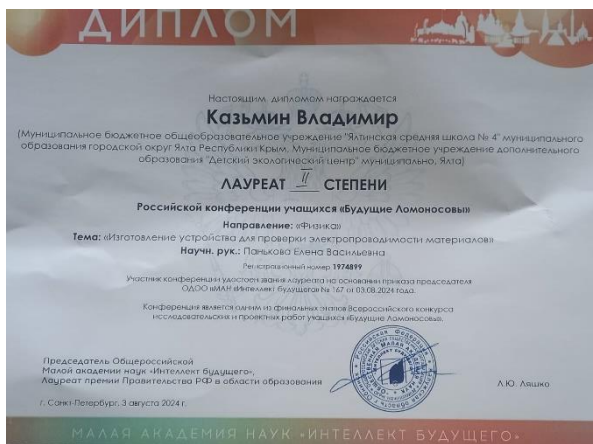 ДИПЛОМ
Настоящим дипломом награждается
Казьмин Владимир
(Муниципальное бюджетное общеобразовательное учреждение "Ялтинская средняя школа № 4" муниципального
образования городской округ Ялта Республики Крым, Муниципальное бюджетное учреждение дополнительного
образования "Детский экологический центр" муниципально, Ялта)
ЛАУРЕАТ II СТЕПЕНИ
Российской конференции учащихся «Будущие Ломоносовы»
Направление: «Физика»
Тема: «Изготовление устройства для проверки электропроводимости материалов»
Научн. рук.: Панькова Елена Васильевна
Регистрационный номер 1974899
Участник конференции удостоен звания лауреата на основании приказа председателя
ОДОО «МАН «Интеллект будущего» № 167 от 03.08.2024 года.
Конференция является одним из финальных этапов Всероссийского конкурса
исследовательских и проектных работ учащихся «Будущие Ломоносовы».
Председатель Общероссийской
Малой академии наук «Интеллект будущего»,
Лауреат премии Правительства РФ в области образования
Л.Ю. Ляшко
г. Санкт-Петербург, 3 августа 2024 г.
МАЛАЯ АКАДЕМИЯ НАУК «ИНТЕЛЛЕКТ БУДУЩЕГО»